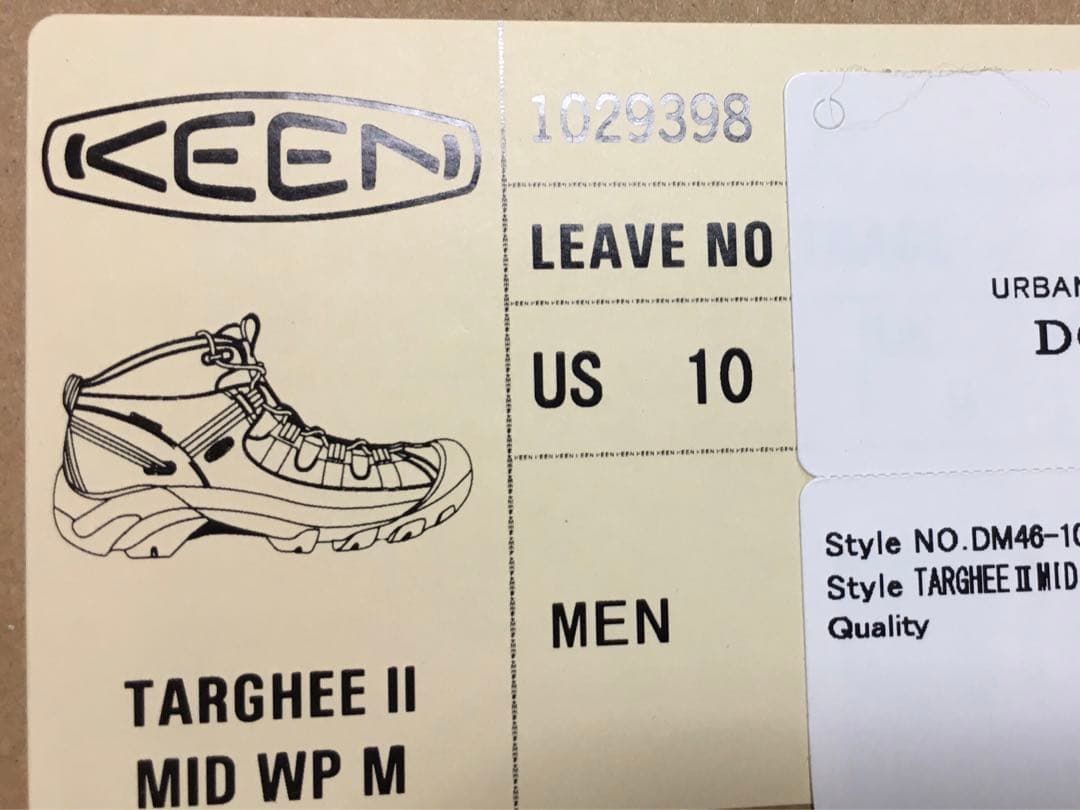 KEEN
TARGHEE II
MID WP M
1029398
LEAVE NO
US 10
MEN
URBAN
Style NO.DM46-10
Style TARGHEE II MID
Quality